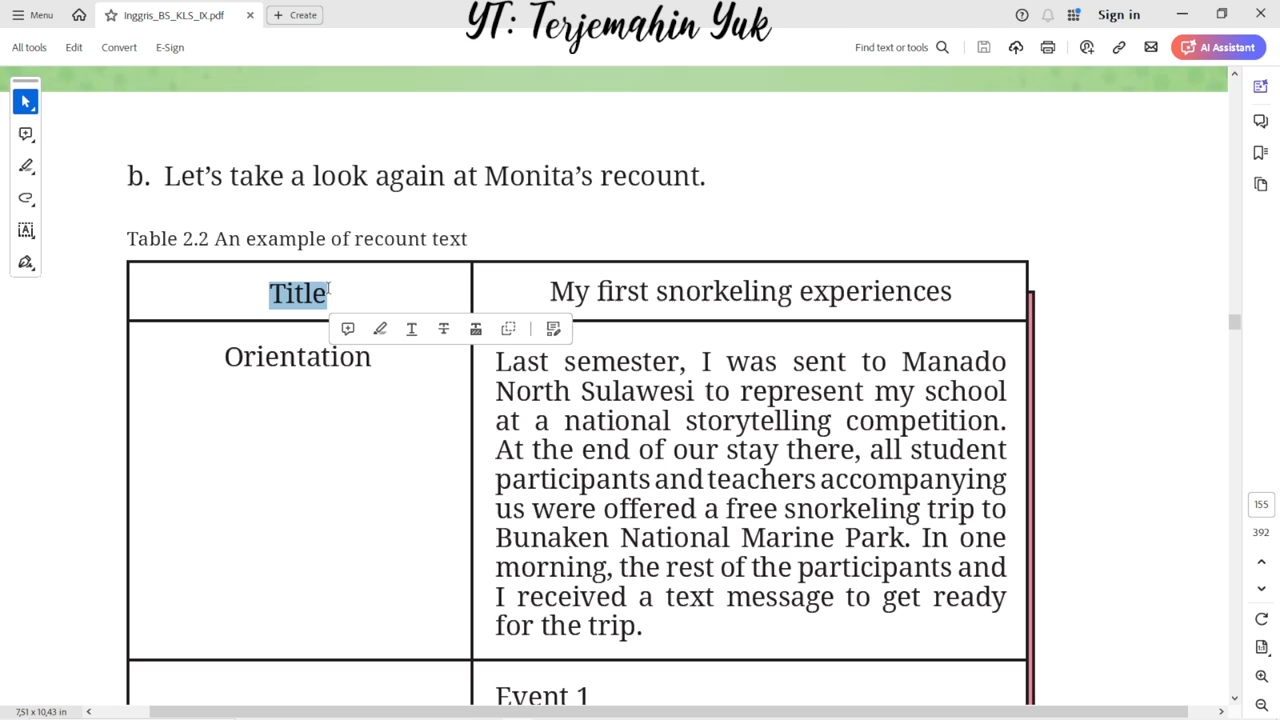 Menu
Inggris_BS_KLS_IX.pdf
Create
YT: Terjemahin Yuk
Sign in
All tools
Edit
Convert
E-Sign
Find text or tools
AI Assistant
b. Let’s take a look again at Monita’s recount.
Table 2.2 An example of recount text
Title
My first snorkeling experiences
Orientation
Last semester, I was sent to Manado
North Sulawesi to represent my school
at a national storytelling competition.
At the end of our stay there, all student
participants and teachers accompanying
us were offered a free snorkeling trip to
Bunaken National Marine Park. In one
morning, the rest of the participants and
I received a text message to get ready
for the trip.
Event 1
155
392
7,51 x 10,43 in